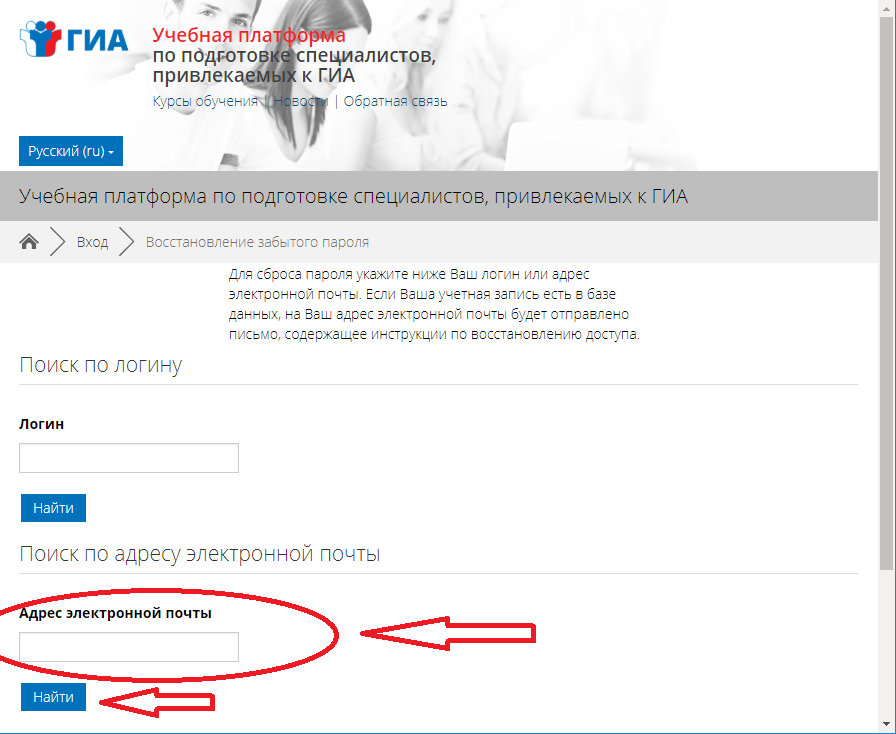 ГИА
Учебная платформа
по подготовке специалистов,
привлекаемых к ГИА
Курсы обучения | Новости | Обратная связь
Русский (ru)
Учебная платформа по подготовке специалистов, привлекаемых к ГИА
Вход
Восстановление забытого пароля
Для сброса пароля укажите ниже Ваш логин или адрес
электронной почты. Если Ваша учетная запись есть в базе
данных, на Ваш адрес электронной почты будет отправлено
письмо, содержащее инструкции по восстановлению доступа.
Поиск по логину
Логин
Найти
Поиск по адресу электронной почты
Адрес электронной почты
Найти